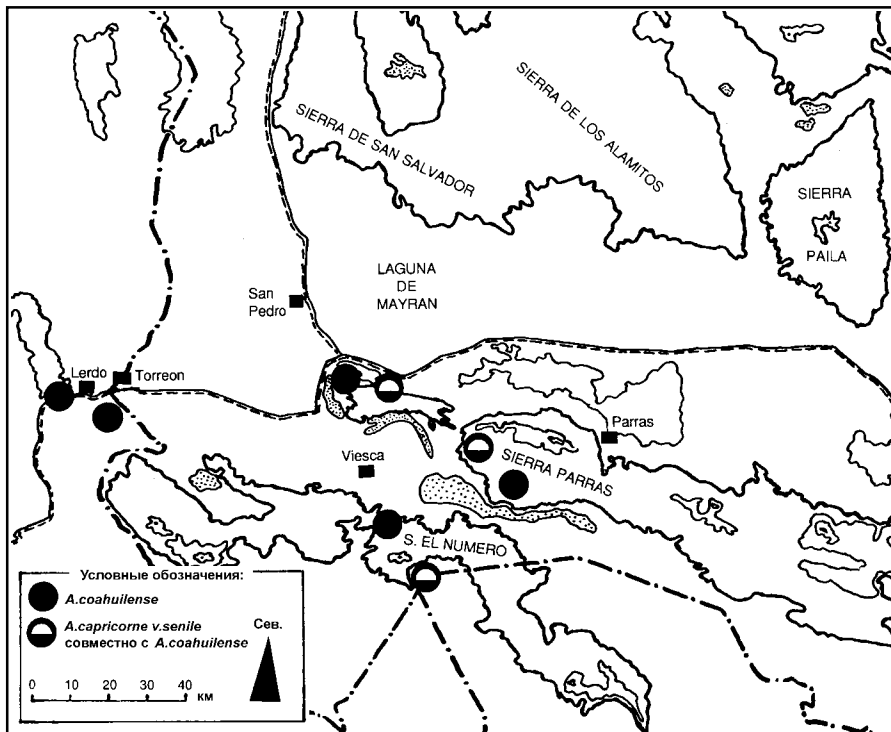 SIERRA DE SAN SALVADOR
SIERRA DE LOS ALAMITOS
SIERRA
PAILA
LAGUNA
DE
MAYRAN
San
Pedro
Lerdo
Torreon
Parras
Viesca
SIERRA PARRAS
S. EL NUMERO
Условные обозначения:
A.coahuilense
A.capricorne v.senile
совместно с A.coahuilense
Сев.
0 10 20 30 40
КМ